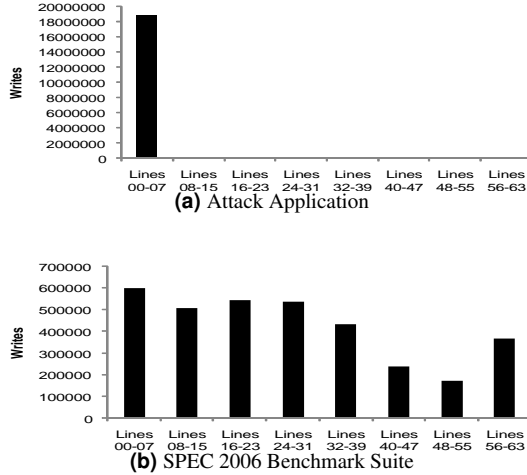 20000000
18000000
16000000
14000000
12000000
10000000
8000000
6000000
4000000
2000000
0
Writes
Lines 00-07
Lines 08-15
Lines 16-23
Lines 24-31
Lines 32-39
Lines 40-47
Lines 48-55
Lines 56-63
(a) Attack Application
700000
600000
500000
400000
300000
200000
100000
0
Writes
Lines 00-07
Lines 08-15
Lines 16-23
Lines 24-31
Lines 32-39
Lines 40-47
Lines 48-55
Lines 56-63
(b) SPEC 2006 Benchmark Suite